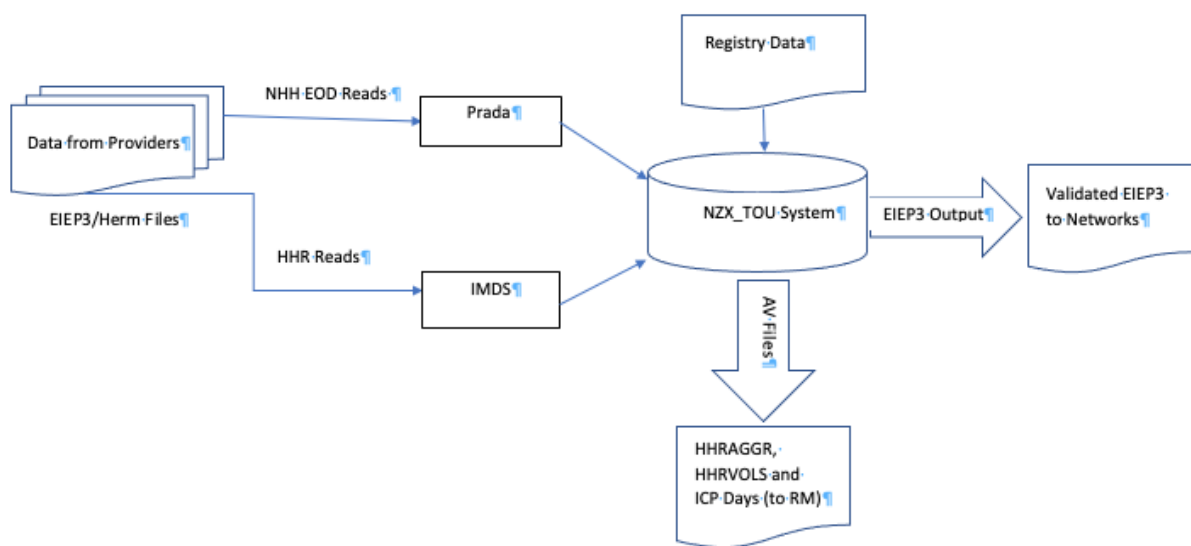 Registry Data¶
NHH EOD Reads ¶
Prada¶
Data from Providers¶
EIEP3/Herm Files¶
HHR Reads¶
IMDS¶
NZX_TOU System¶
EIEP3 Output¶
Validated EIEP3
to Networks¶
AV Files¶
HHRAGGR,
HHRVOLS and
ICP Days (to RM)¶